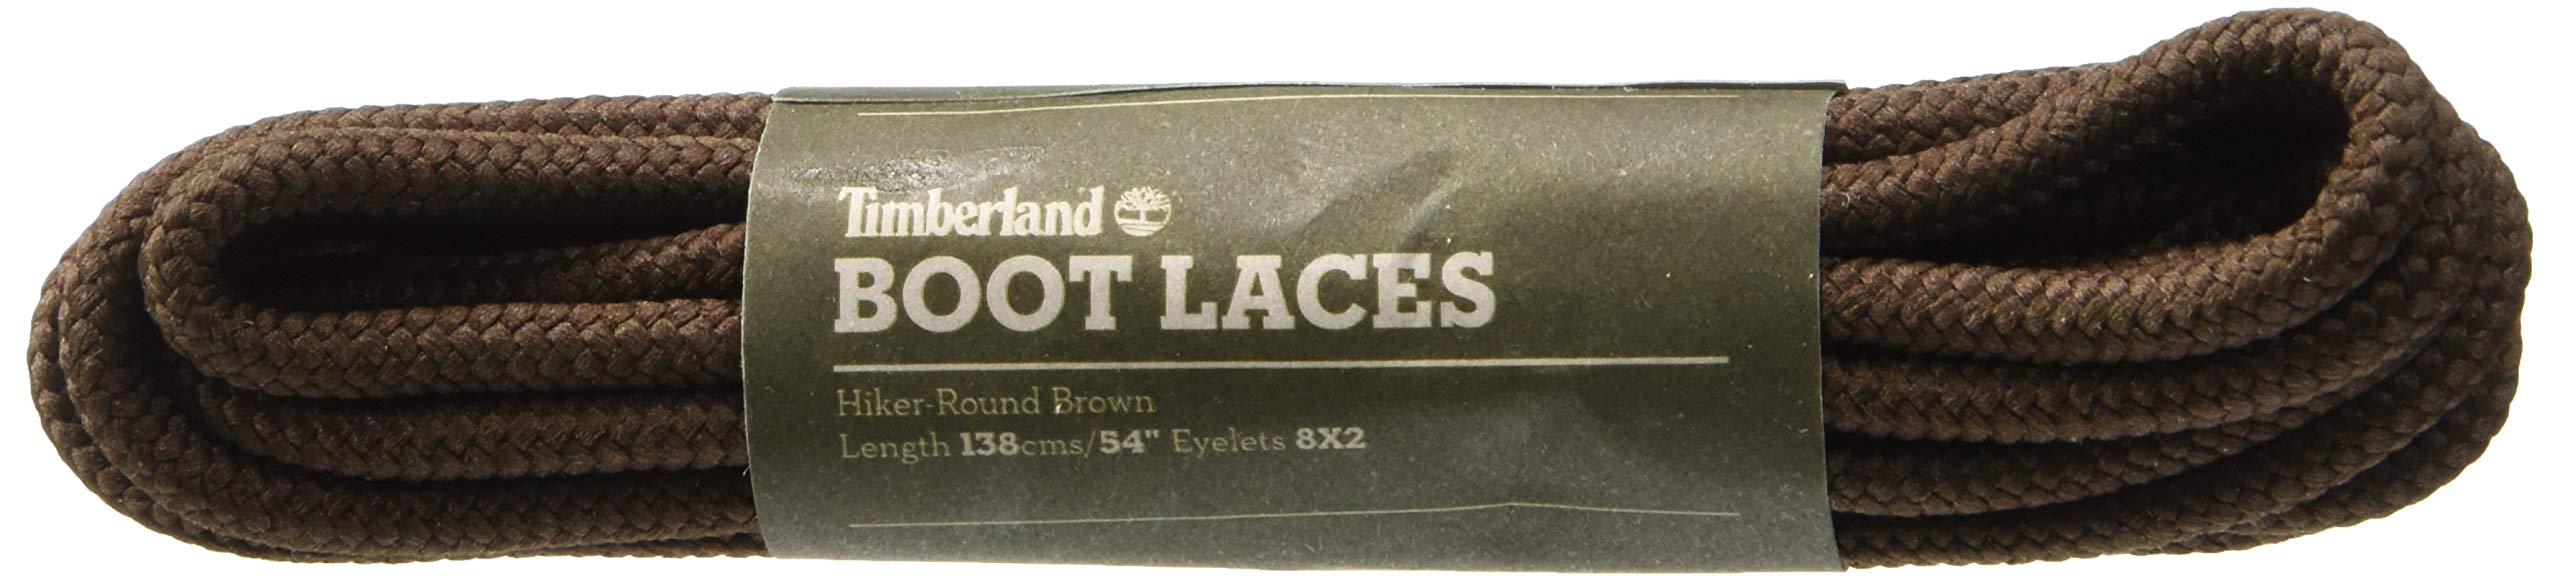 Timberland
BOOT LACES
Hiker-Round Brown
Length 138cms/54" Eyelets 8X2